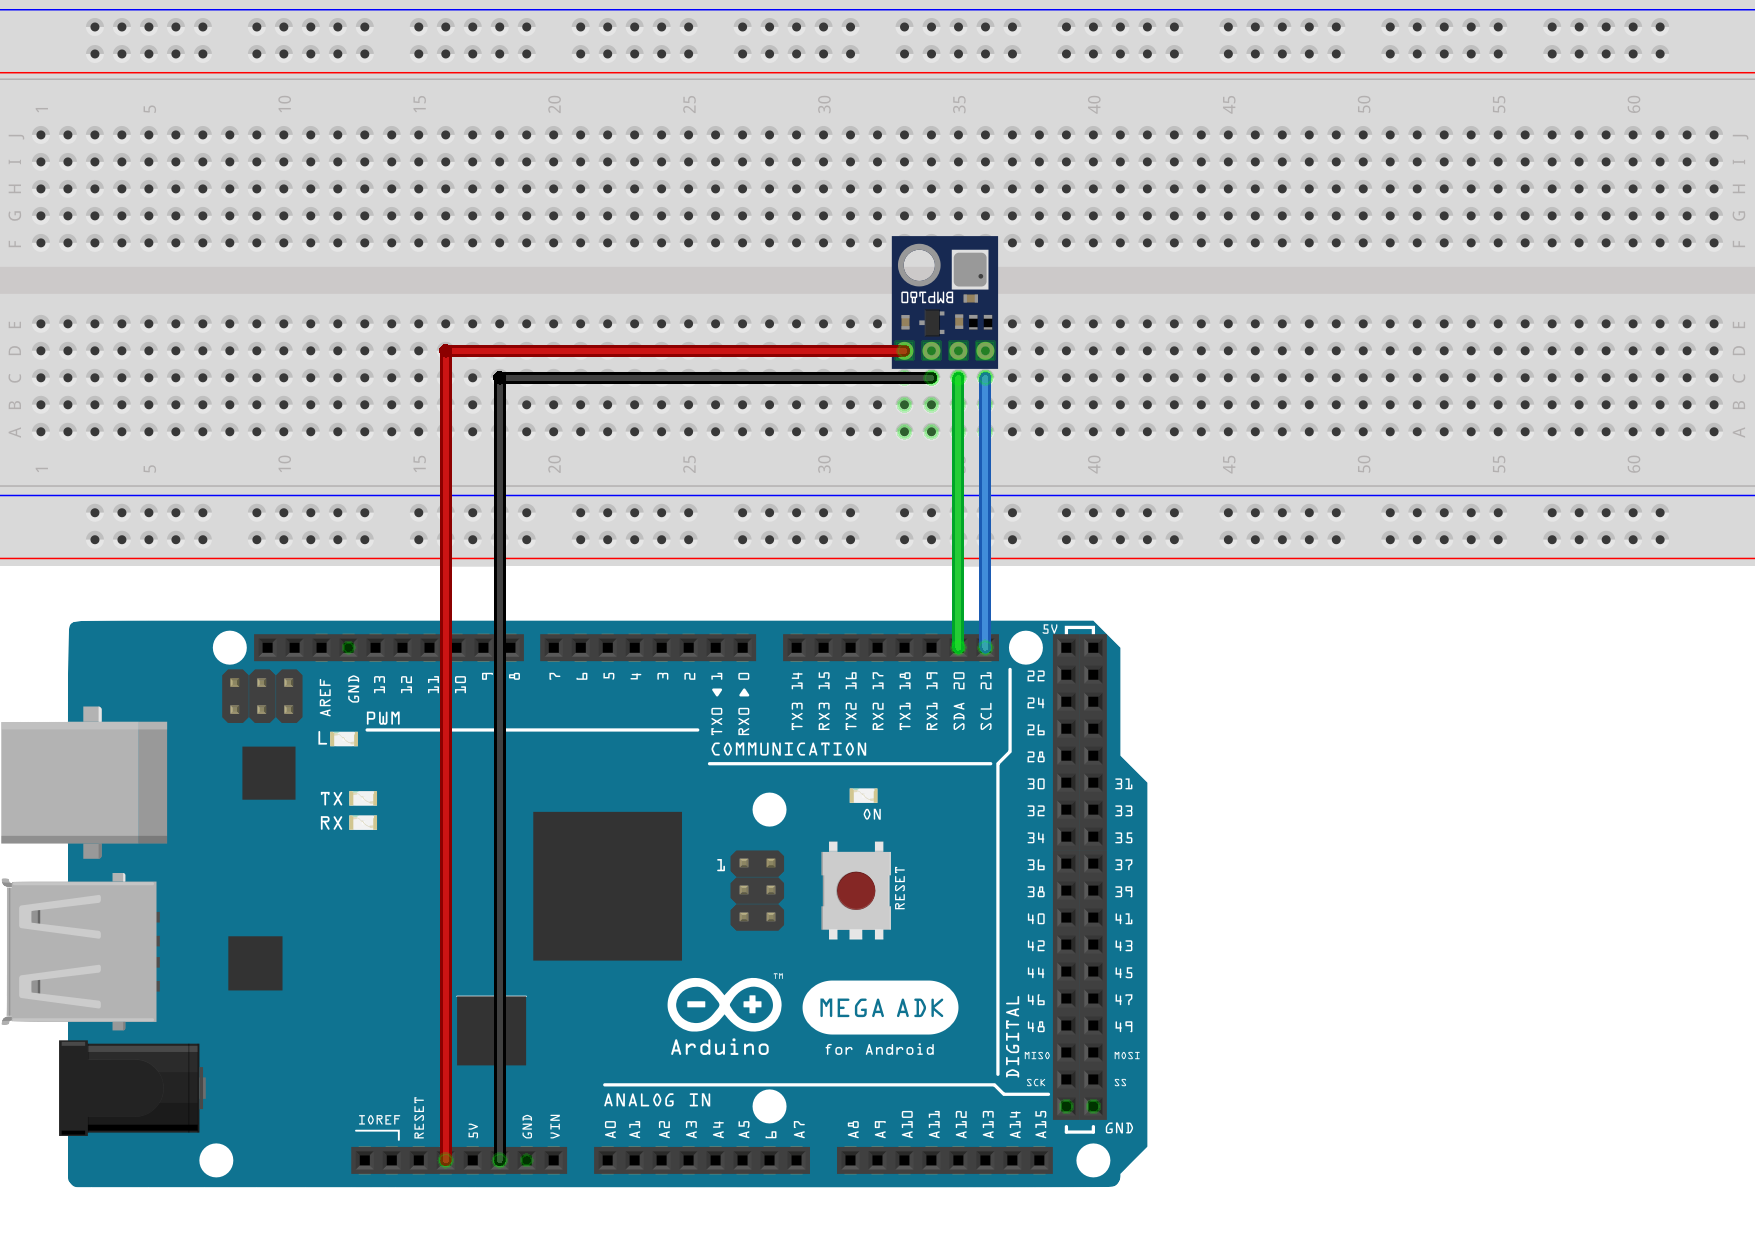 1 5 10 15 20 25 30 35 40 45 50 55 60
J J
I I
H H
G G
F F
BMP180
E E
D D
C C
B B
A A
1 5 10 15 20 25 30 40 45 50 55 60
5V
AREF GND 13 12 11 10 9 8 7 6 5 4 3 2 TX0 1 RX0 0 TX3 14 RX3 15 TX2 16 RX2 17 TX1 18 RX1 19 SDA 20 SCL 21
PWM
L
COMMUNICATION
22
24
26
28
30 31
32 33
34 35
36 37
38 39
40 41
42 43
44 45
46 47
48 49
MISO MOSI
SCK SS
GND
TX
RX
ON
1
RESET
TM
MEGA ADK
Arduino
for Android
DIGITAL
ANALOG IN
IOREF RESET 5V GND VIN A0 A1 A2 A3 A4 A5 6 A7 A8 A9 A10 A11 A12 A13 A14 A15